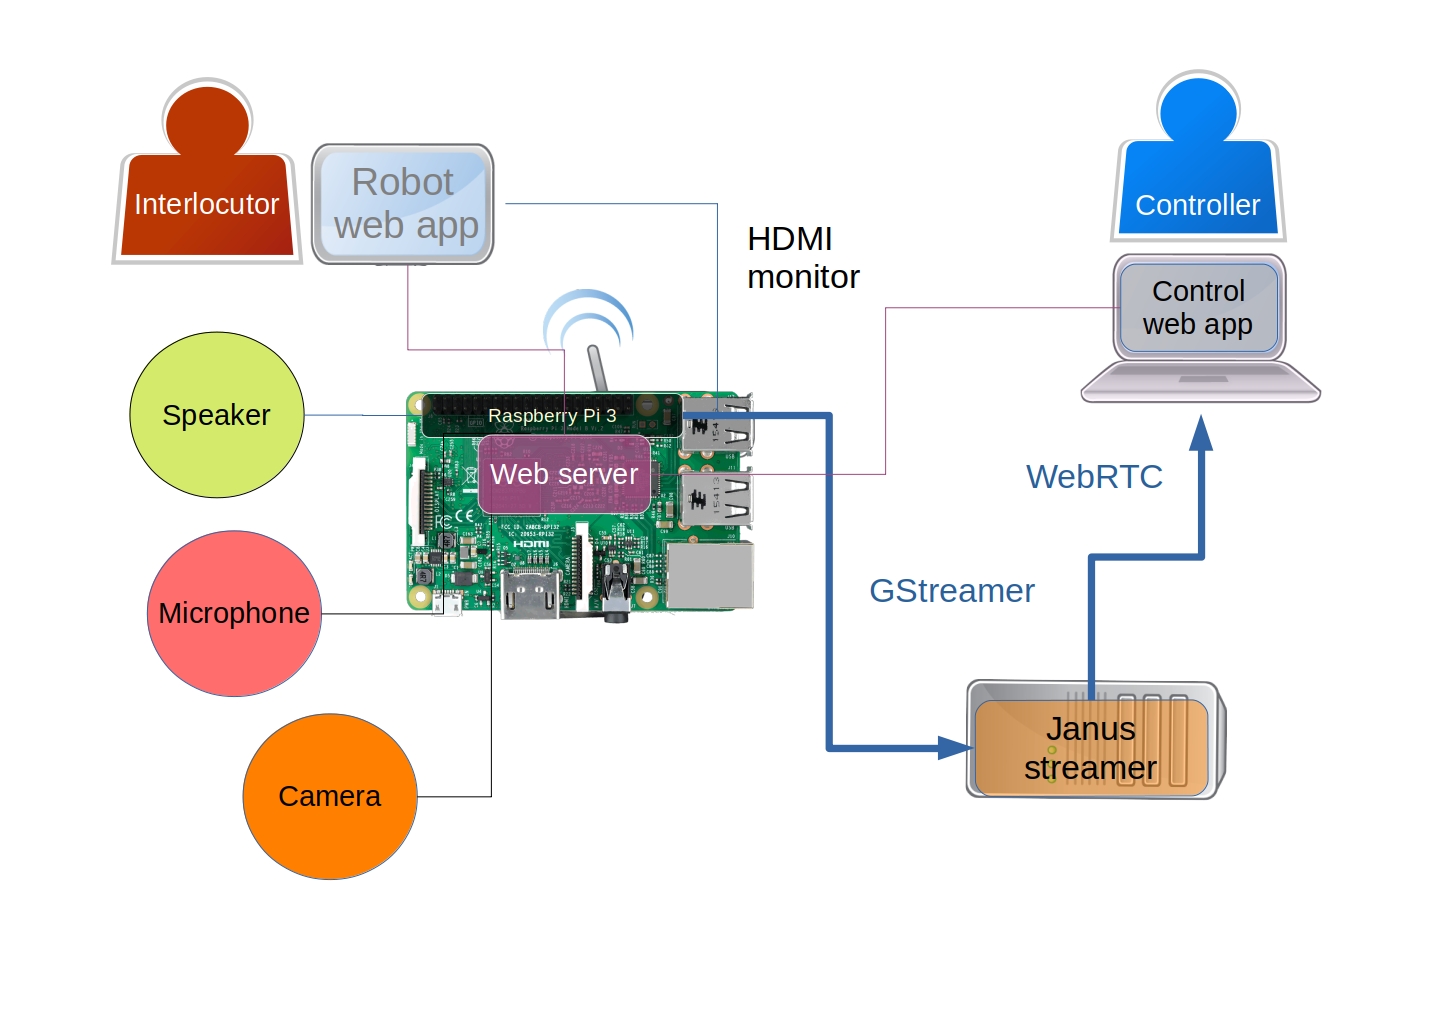 Interlocutor
Robot
web app
HDMI
monitor
Controller
Control
web app
Speaker
Raspberry Pi 3
Web server
WebRTC
GStreamer
Microphone
HDMI
Janus
streamer
Camera